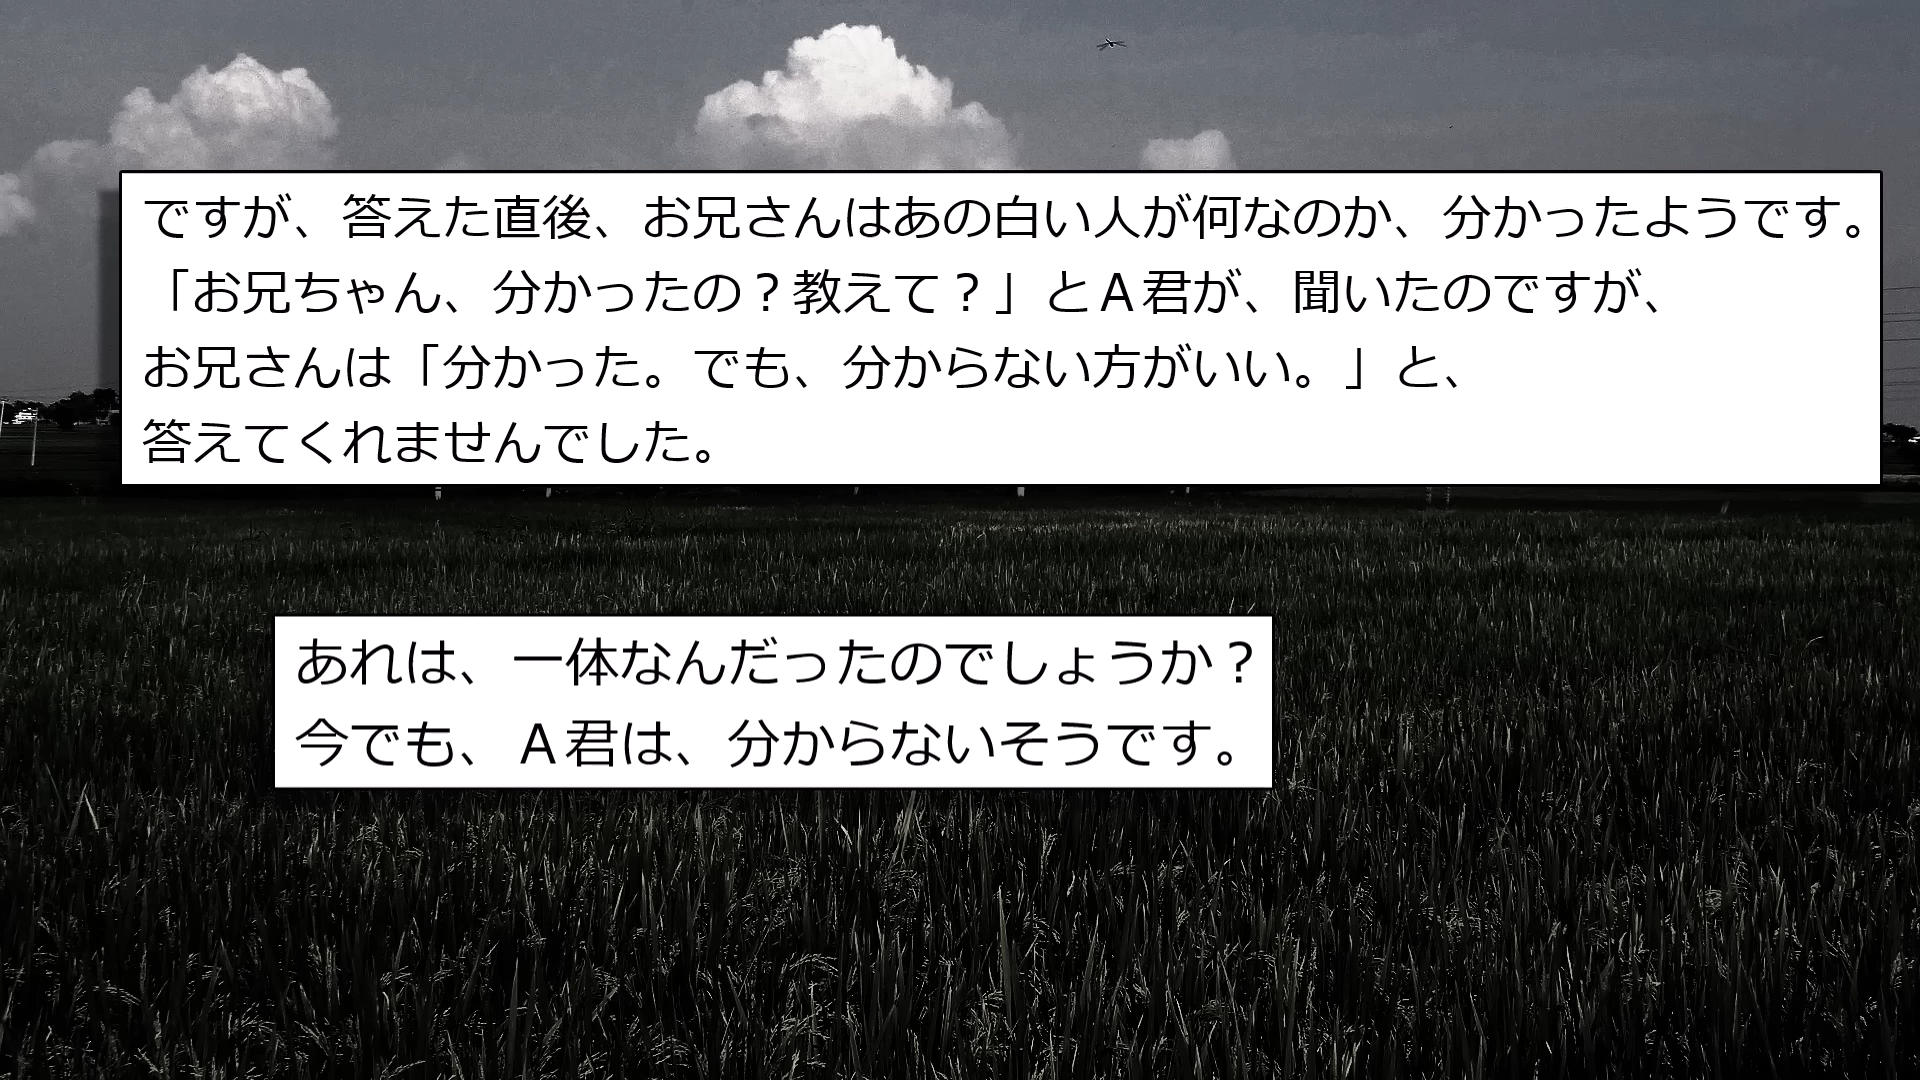 ですが、答えた直後、お兄さんはあの白い人が何なのか、分かったようです。
「お兄ちゃん、分かったの？教えて？」とＡ君が、聞いたのですが、
お兄さんは「分かった。でも、分からない方がいい。」と、
答えてくれませんでした。
あれは、一体なんだったのでしょうか？
今でも、Ａ君は、分からないそうです。